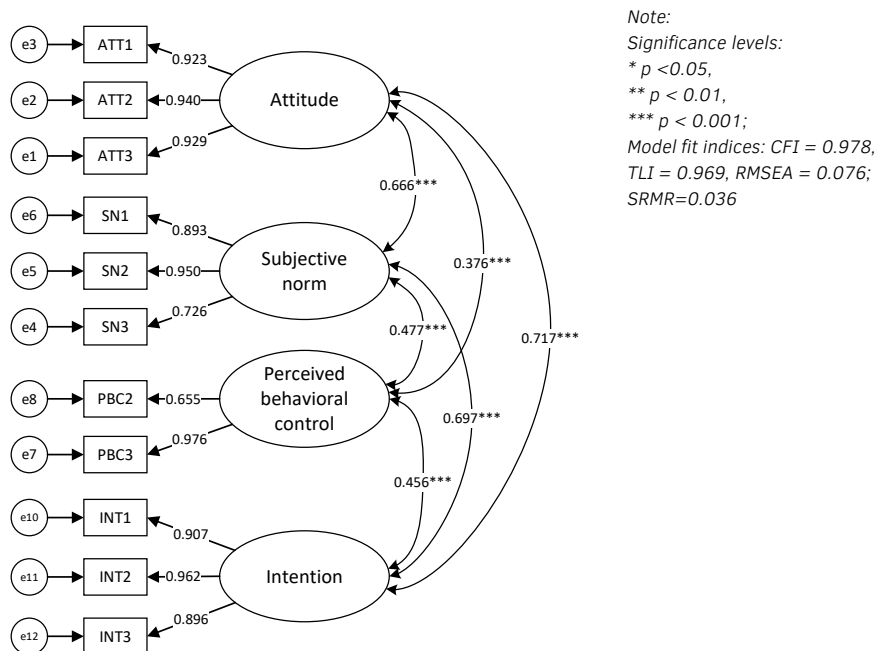 e3
ATT1
0.923
e2
ATT2
0.940
Attitude
e1
ATT3
0.929
0.666***
e6
SN1
0.893
e5
SN2
0.950
Subjective
norm
e4
SN3
0.726
0.376***
0.477***
0.717***
e8
PBC2
0.655
Perceived
behavioral
control
e7
PBC3
0.976
0.697***
0.456***
e10
INT1
0.907
e11
INT2
0.962
Intention
e12
INT3
0.896
Note:
Significance levels:
* p <0.05,
** p < 0.01,
*** p < 0.001;
Model fit indices: CFI = 0.978,
TLI = 0.969, RMSEA = 0.076;
SRMR=0.036